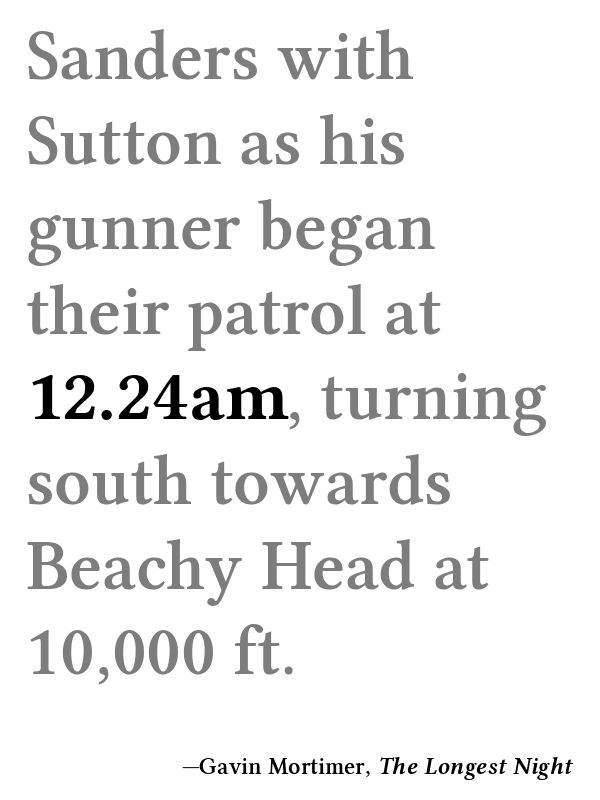 Sanders with
Sutton as his
gunner began
their patrol at
12.24am, turning
south towards
Beachy Head at
10,000 ft.
—Gavin Mortimer, The Longest Night